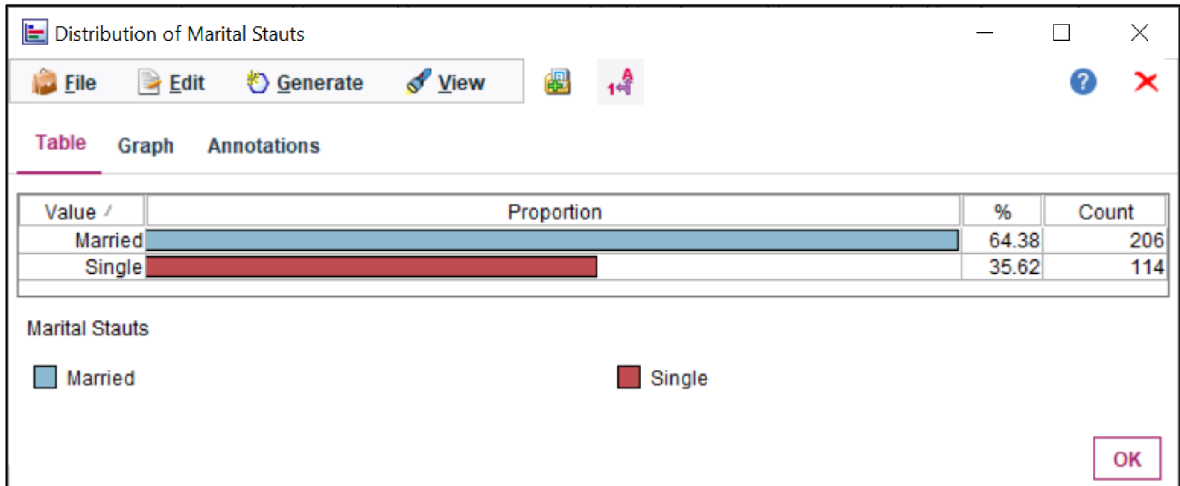 Distribution of Marital Stauts
File Edit Generate View
Table Graph Annotations
Value Proportion % Count
Married 64.38 206
Single 35.62 114
Marital Stauts
Married Single
OK